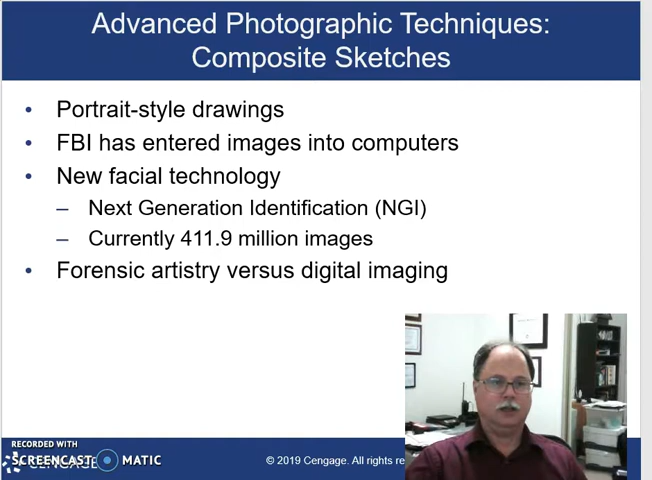 Advanced Photographic Techniques:
Composite Sketches
• Portrait-style drawings
• FBI has entered images into computers
• New facial technology
– Next Generation Identification (NGI)
– Currently 411.9 million images
• Forensic artistry versus digital imaging
RECORDED WITH
SCREENCAST MATIC
CENGAGE
© 2019 Cengage. All rights re